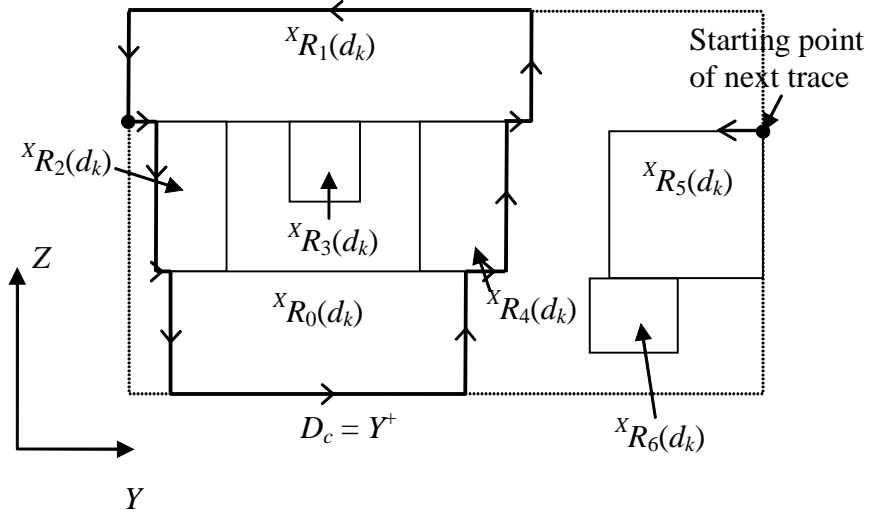 Starting point
of next trace
ˣR₁(dₖ)
ˣR₂(dₖ)
ˣR₅(dₖ)
ˣR₃(dₖ)
Z
ˣR₀(dₖ)
ˣR₄(dₖ)
D_c = Y⁺
ˣR₆(dₖ)
Y